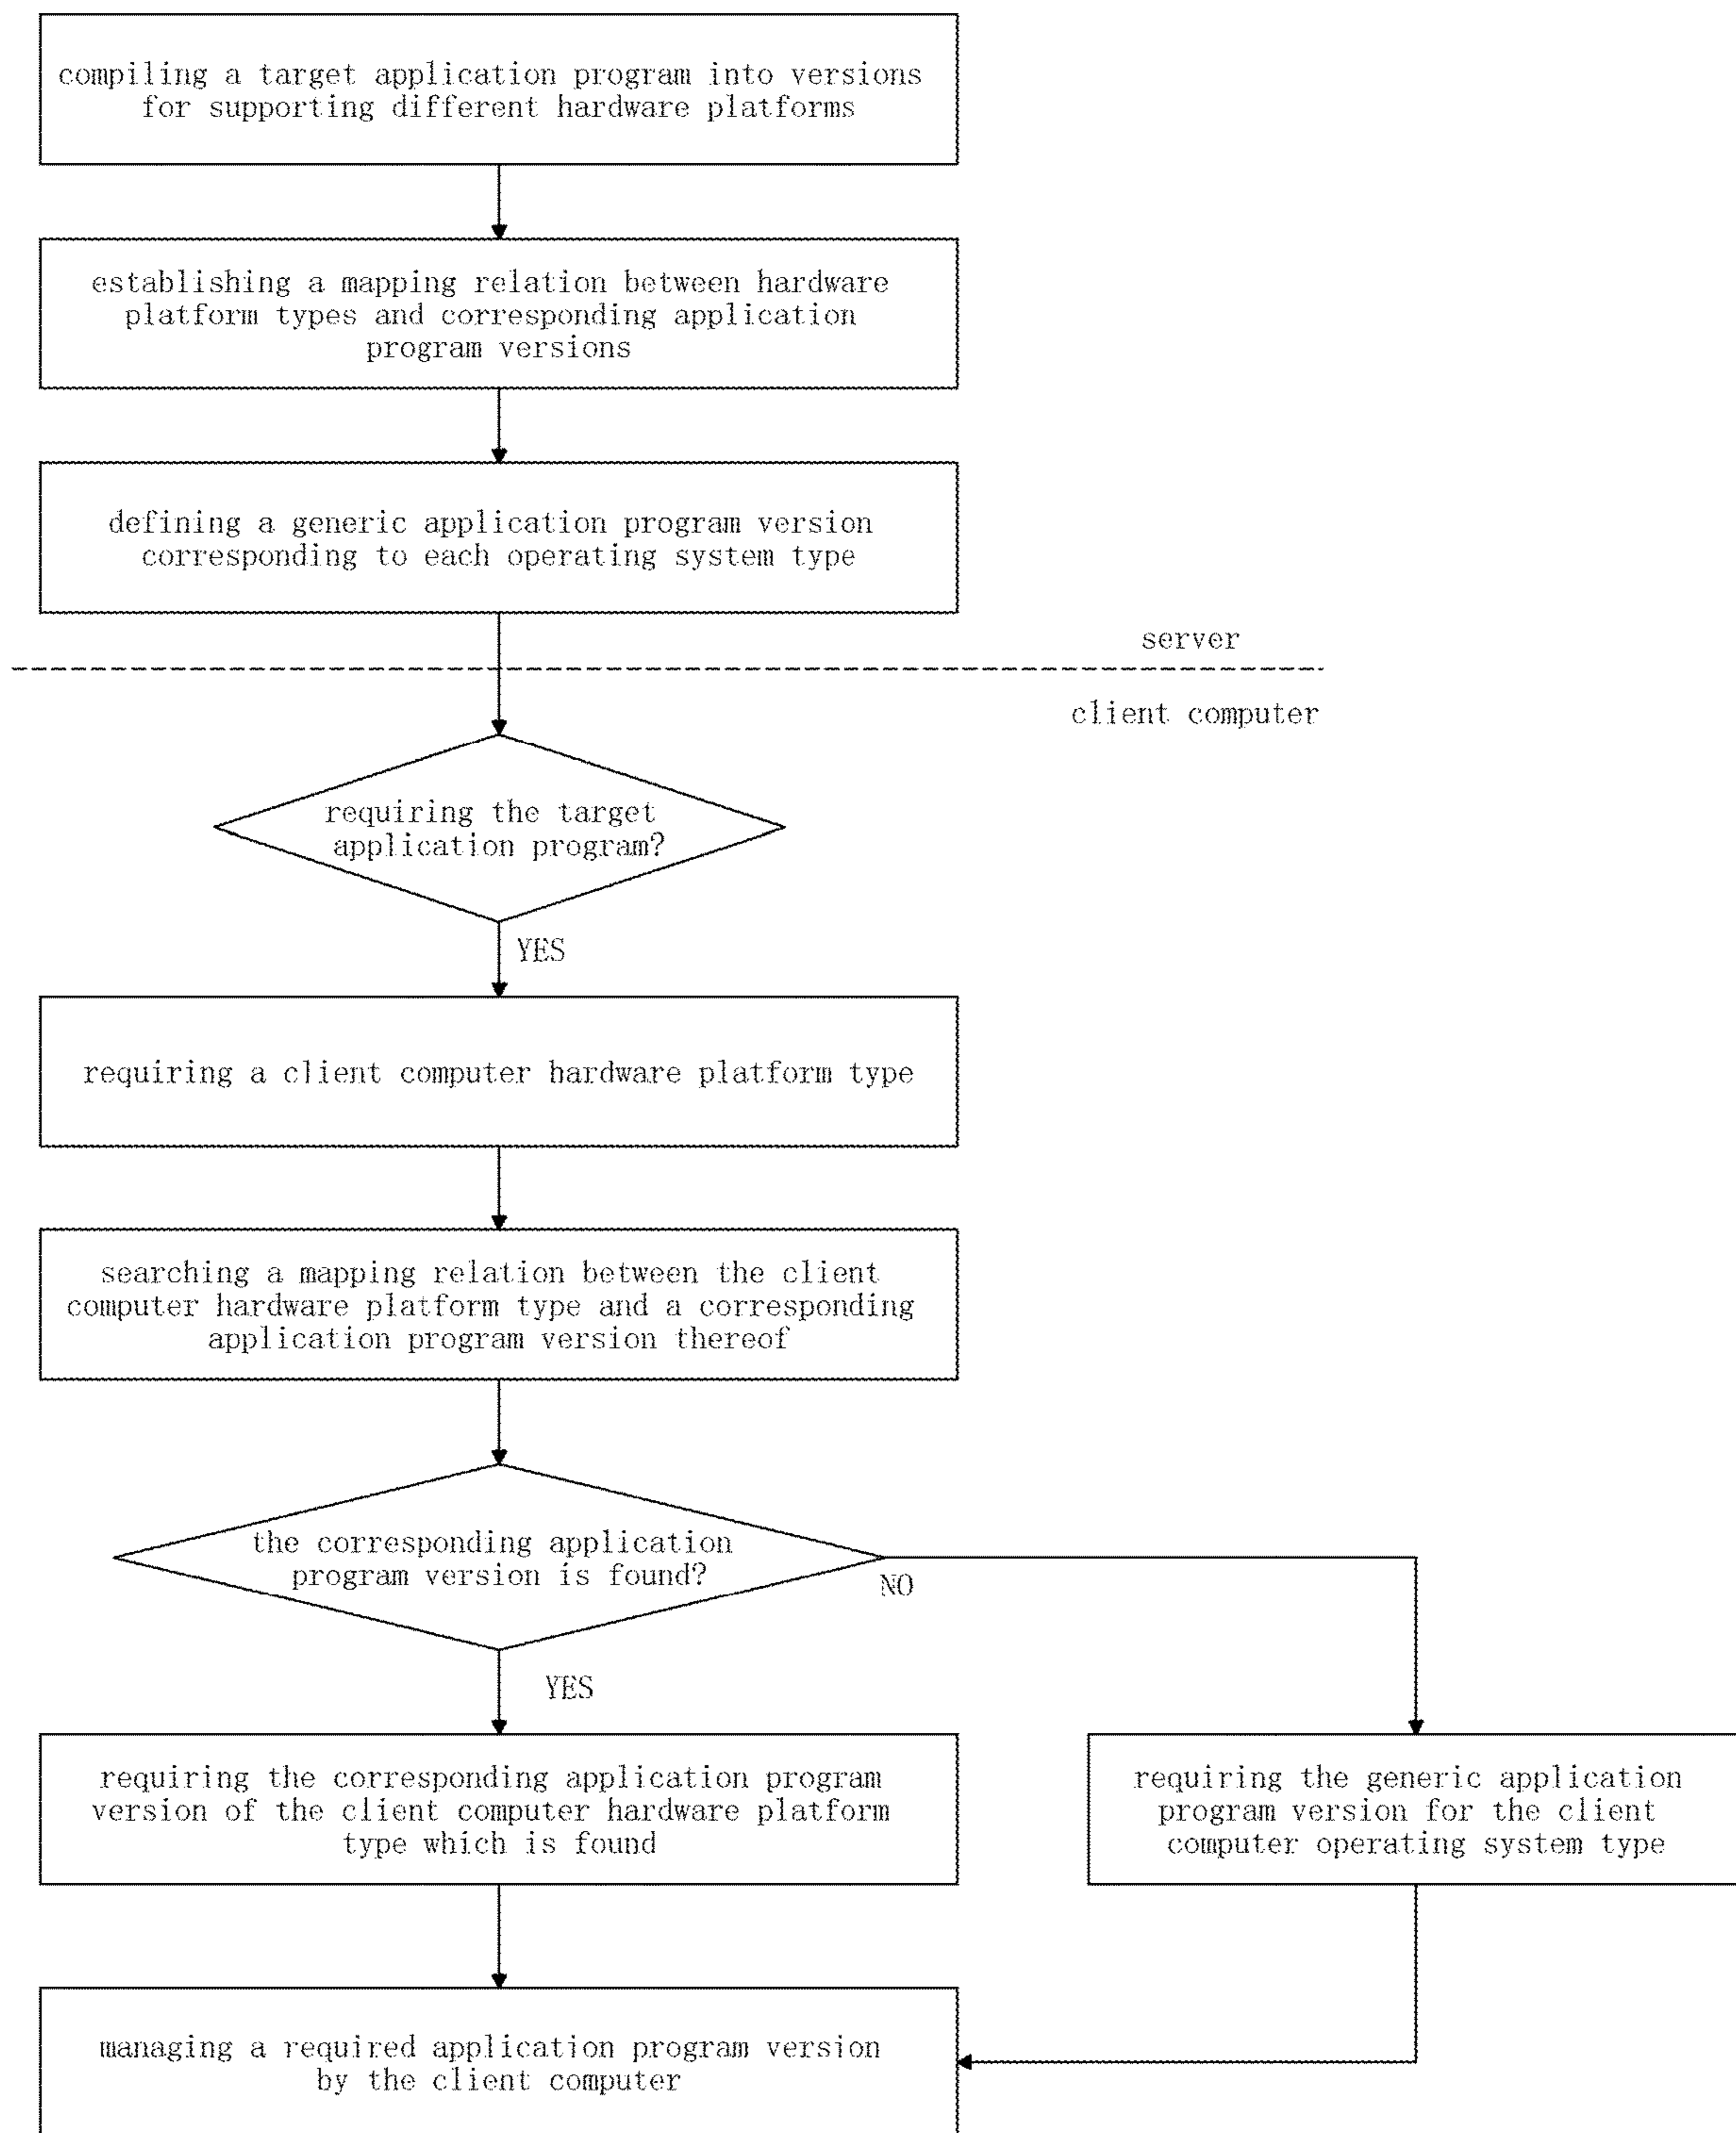 compiling a target application program into versions
for supporting different hardware platforms
establishing a mapping relation between hardware
platform types and corresponding application
program versions
defining a generic application program version
corresponding to each operating system type
server
client computer
requiring the target
application program?
YES
requiring a client computer hardware platform type
searching a mapping relation between the client
computer hardware platform type and a corresponding
application program version thereof
the corresponding application
program version is found?
NO
YES
requiring the corresponding application program
version of the client computer hardware platform
type which is found
requiring the generic application
program version for the client
computer operating system type
managing a required application program version
by the client computer